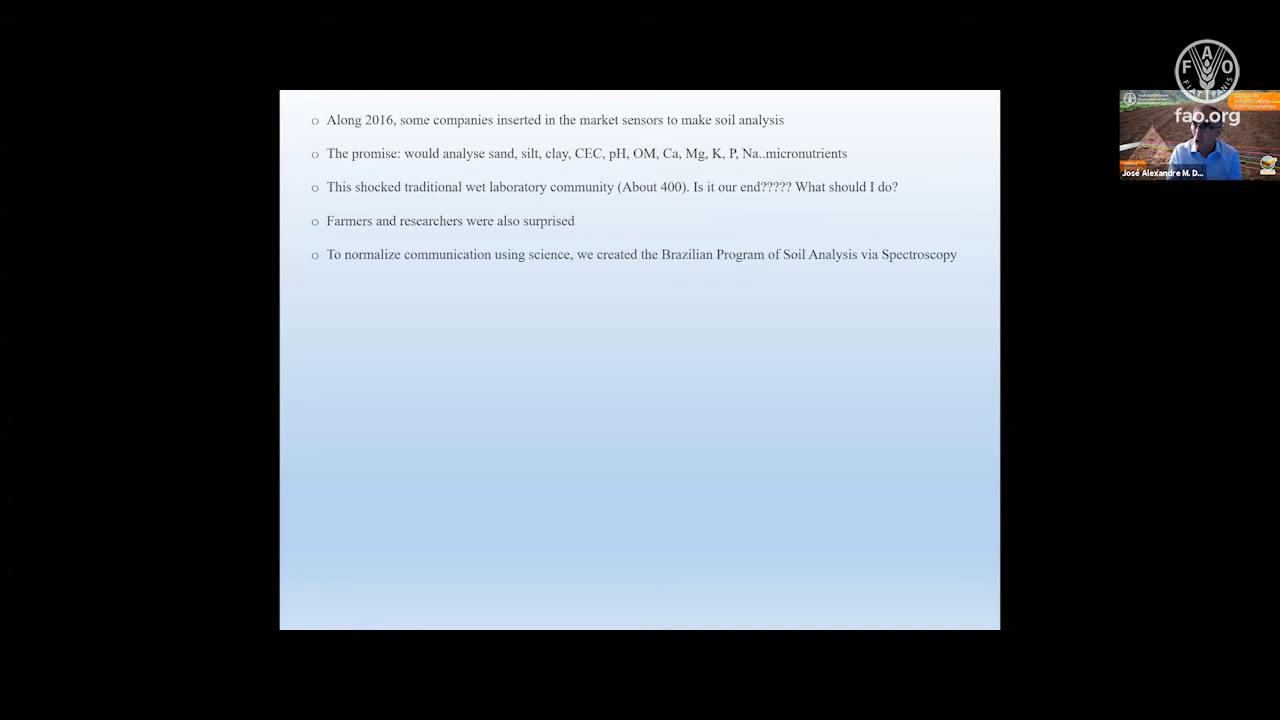 Along 2016, some companies inserted in the market sensors to make soil analysis
The promise: would analyse sand, silt, clay, CEC, pH, OM, Ca, Mg, K, P, Na..micronutrients
This shocked traditional wet laboratory community (About 400). Is it our end????? What should I do?
Farmers and researchers were also surprised
To normalize communication using science, we created the Brazilian Program of Soil Analysis via Spectroscopy
F A O
FIAT PANIS
fao.org
José Alexandre M. D...